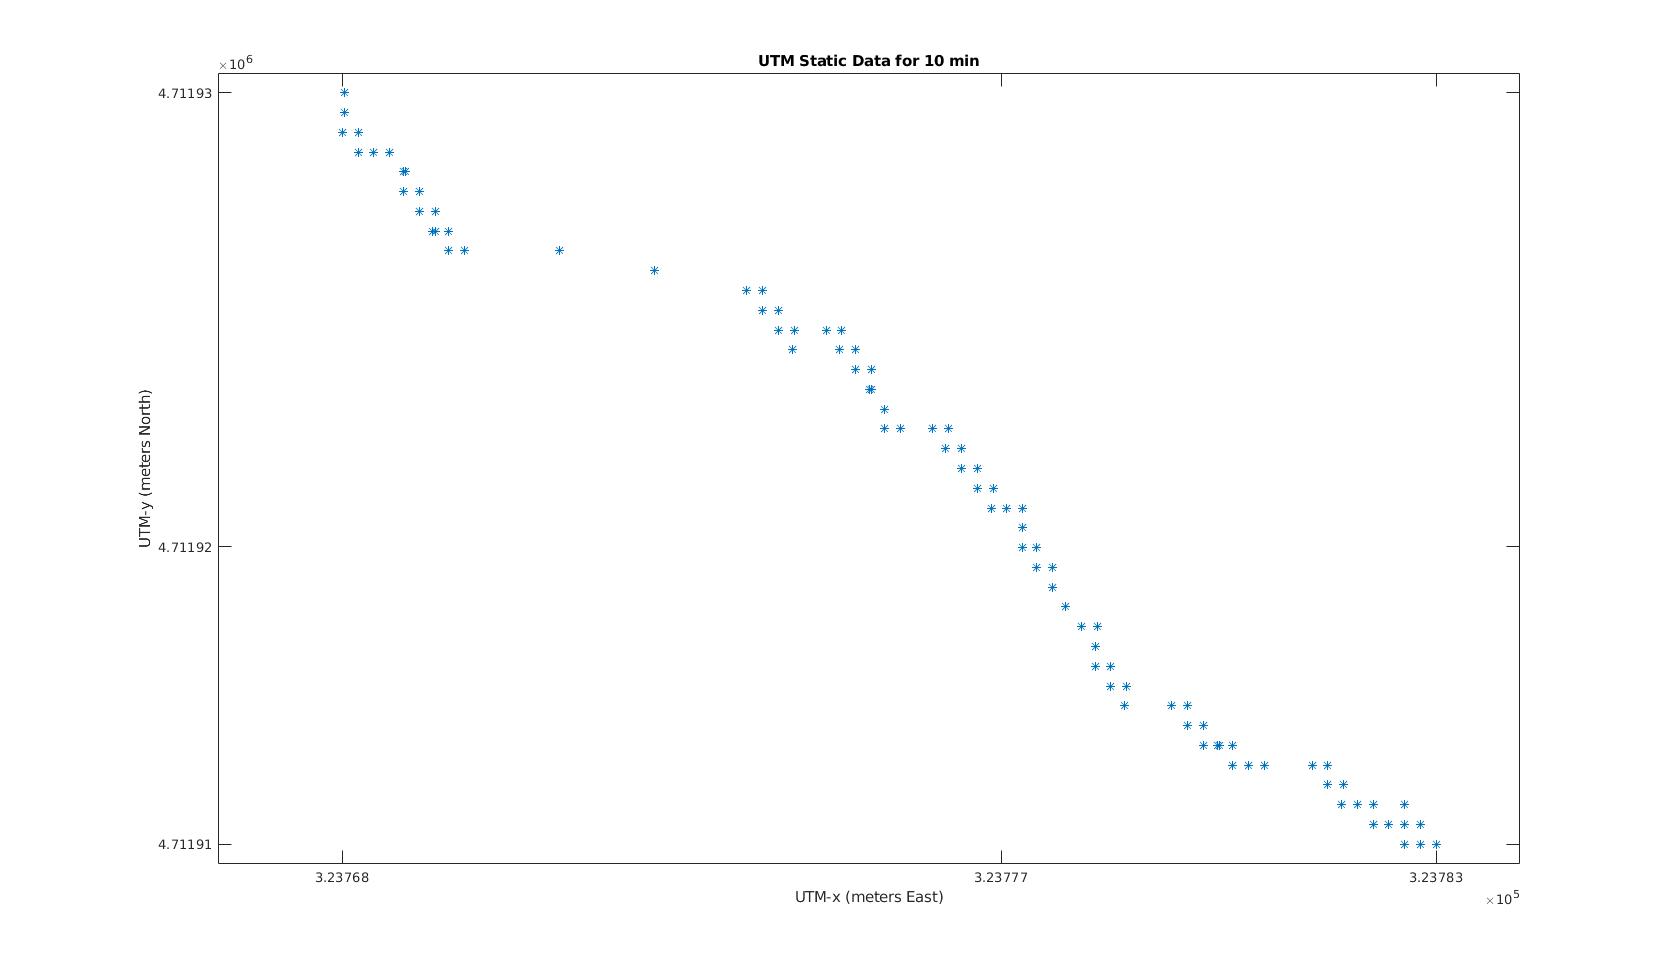 UTM Static Data for 10 min
×10^6
4.71193
4.71192
4.71191
UTM-y (meters North)
3.23768
3.23777
3.23783
UTM-x (meters East)
×10^5